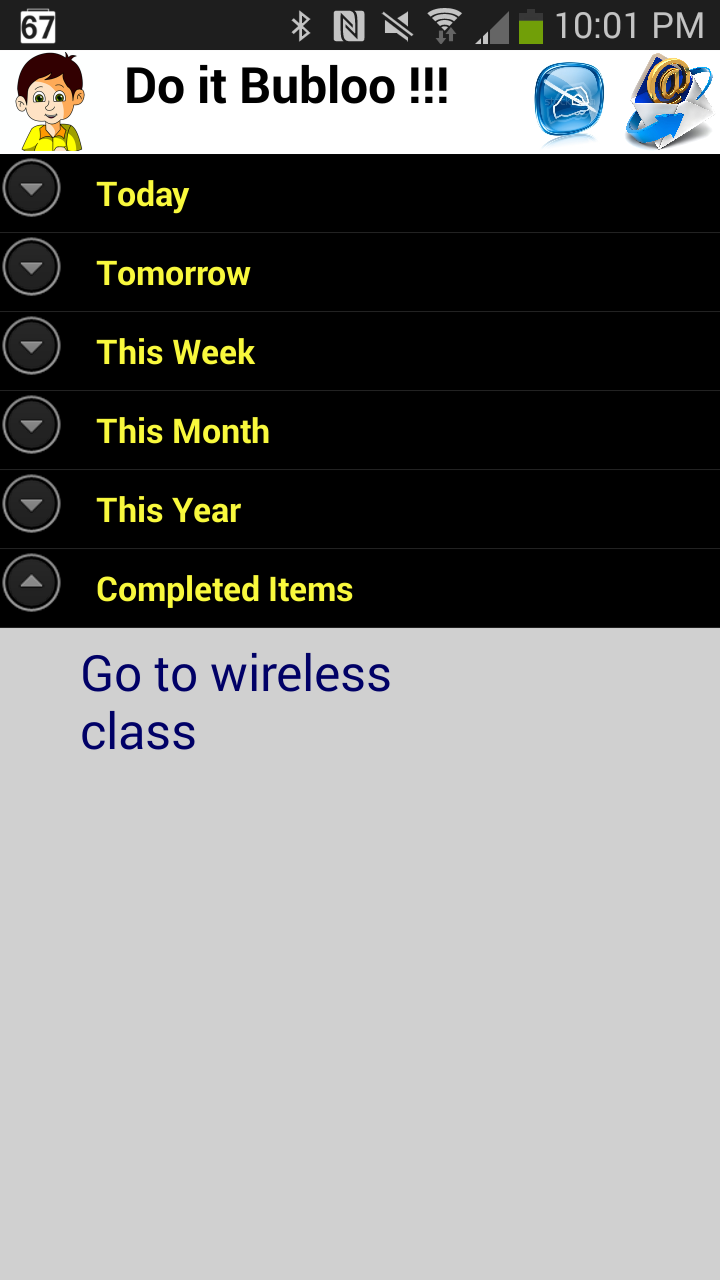 67 10:01 PM
Do it Bubloo !!!
Today
Tomorrow
This Week
This Month
This Year
Completed Items
Go to wireless
class